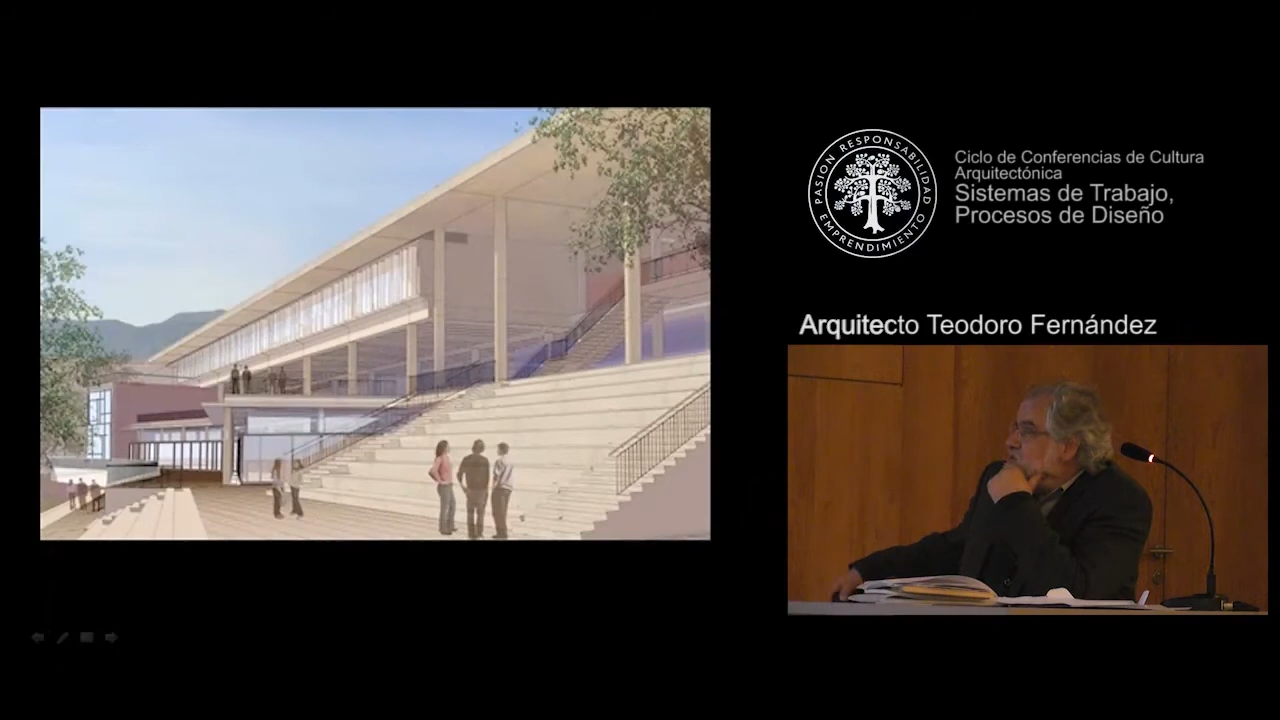 PASION RESPONSABILIDAD
EMPRENDIMIENTO
Ciclo de Conferencias de Cultura
Arquitectónica
Sistemas de Trabajo,
Procesos de Diseño
Arquitecto Teodoro Fernández